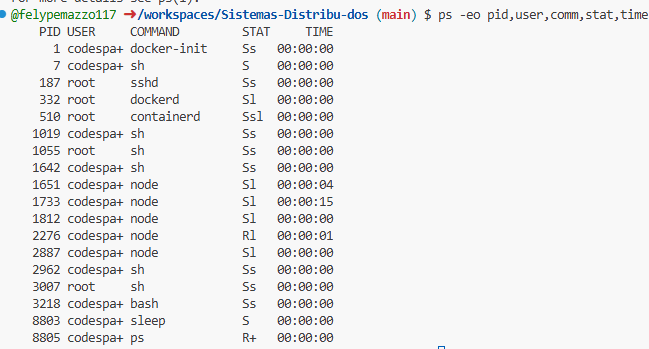 For more details see ps(1).
@felypemazzo117 ➜ /workspaces/Sistemas-Distribu-dos (main) $ ps -eo pid,user,comm,stat,time
PID USER COMMAND STAT TIME
1 codespa+ docker-init Ss 00:00:00
7 codespa+ sh S 00:00:00
187 root sshd Ss 00:00:00
332 root dockerd Sl 00:00:00
510 root containerd Ssl 00:00:00
1019 codespa+ sh Ss 00:00:00
1055 root sh Ss 00:00:00
1642 codespa+ sh Ss 00:00:00
1651 codespa+ node Sl 00:00:04
1733 codespa+ node Sl 00:00:15
1812 codespa+ node Sl 00:00:00
2276 codespa+ node Rl 00:00:01
2887 codespa+ node Sl 00:00:00
2962 codespa+ sh Ss 00:00:00
3007 root sh Ss 00:00:00
3218 codespa+ bash Ss 00:00:00
8803 codespa+ sleep S 00:00:00
8805 codespa+ ps R+ 00:00:00